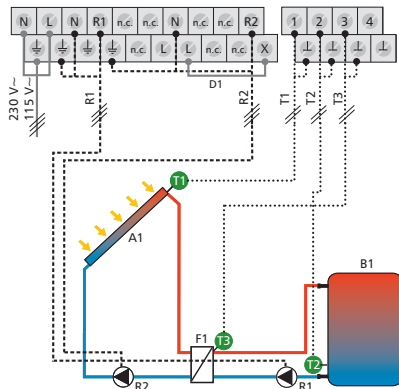 N L N R1 n.c. n.c. N n.c. n.c. R2 1 2 3 4
n.c. L L n.c. n.c. X
D1
230 V~
115 V~
R1
R2
T1
T2
T3
T1
A1
B1
F1
T3
T2
R2
R1